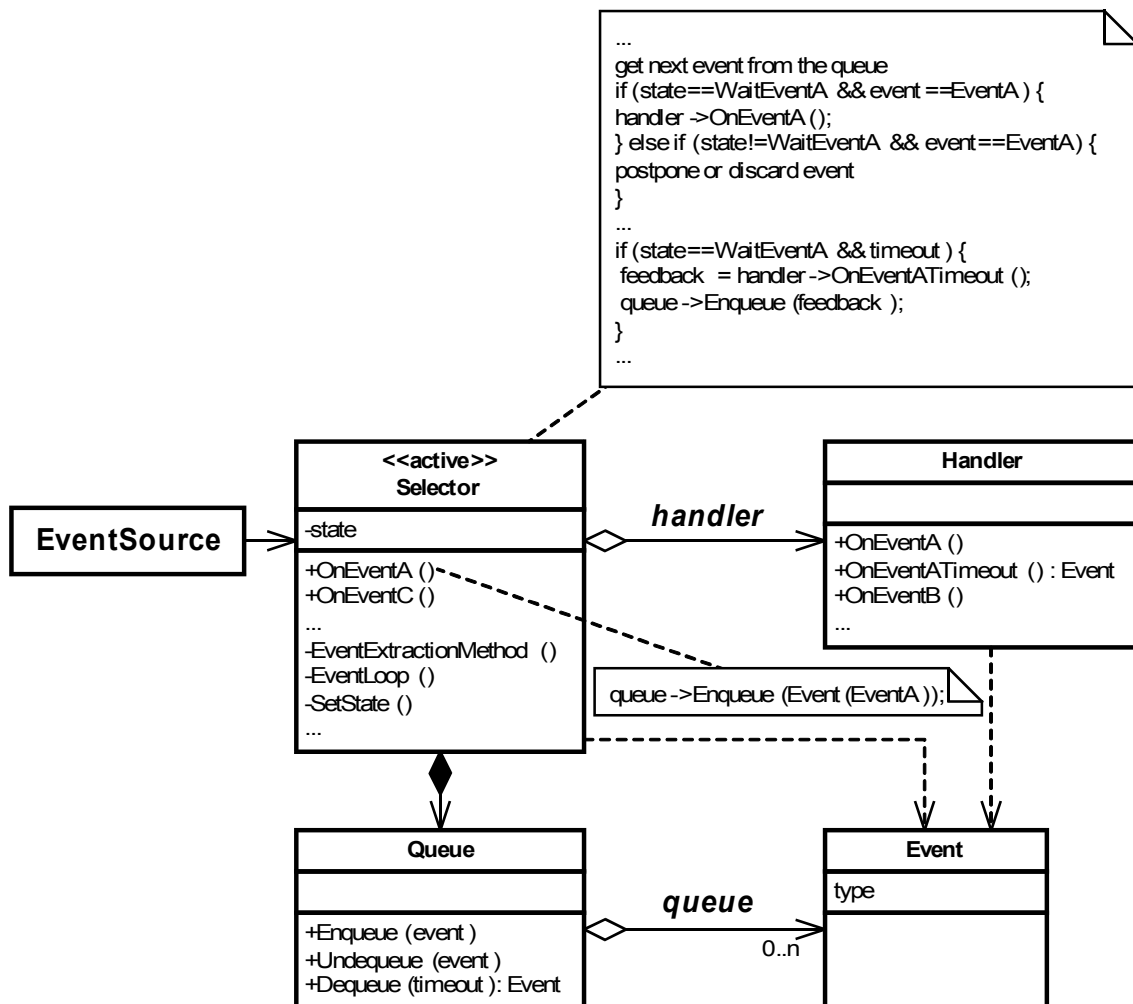 ...
get next event from the queue
if (state==WaitEventA && event ==EventA ) {
handler ->OnEventA ();
} else if (state!=WaitEventA && event==EventA) {
postpone or discard event
}
...
if (state==WaitEventA && timeout ) {
feedback = handler->OnEventATimeout ();
queue ->Enqueue (feedback );
}
...
<<active>>
Selector
-state
+OnEventA ()
+OnEventC ()
...
-EventExtractionMethod ()
-EventLoop ()
-SetState ()
...
EventSource
handler
Handler
+OnEventA ()
+OnEventATimeout () : Event
+OnEventB ()
...
queue ->Enqueue (Event (EventA ));
Queue
+Enqueue (event )
+Undequeue (event )
+Dequeue (timeout ): Event
queue
0..n
Event
type